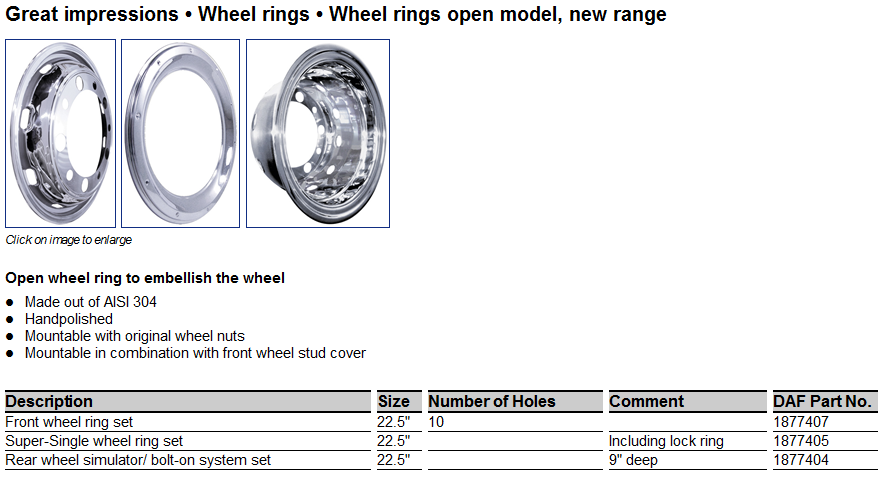 Great impressions • Wheel rings • Wheel rings open model, new range
Click on image to enlarge
Open wheel ring to embellish the wheel
● Made out of AISI 304
● Handpolished
● Mountable with original wheel nuts
● Mountable in combination with front wheel stud cover
Description Size Number of Holes Comment DAF Part No.
Front wheel ring set 22.5" 10 1877407
Super-Single wheel ring set 22.5" Including lock ring 1877405
Rear wheel simulator/ bolt-on system set 22.5" 9" deep 1877404